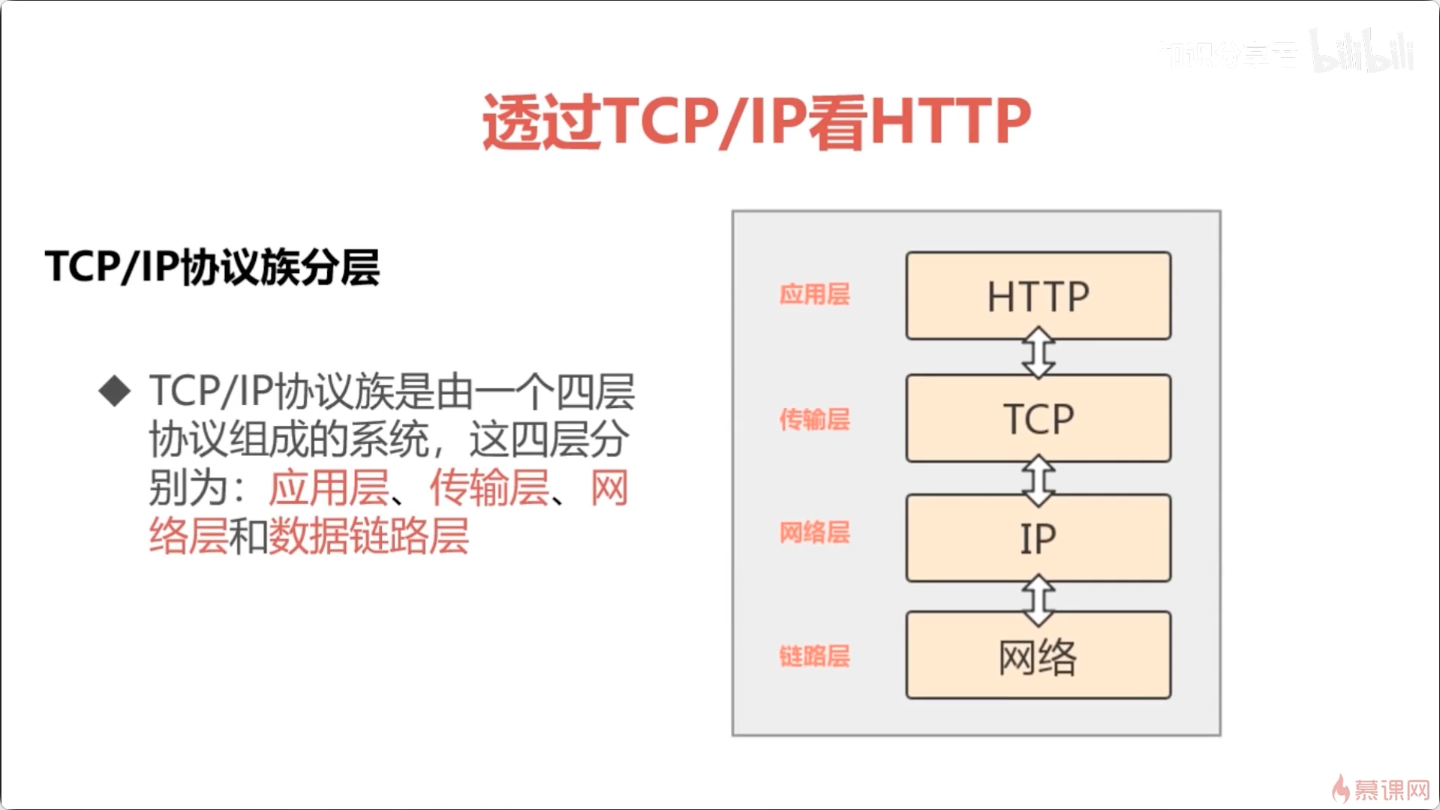 bilibili
透过TCP/IP看HTTP
TCP/IP协议族分层
◆ TCP/IP协议族是由一个四层
协议组成的系统，这四层分
别为：应用层、传输层、网
络层和数据链路层
应用层
HTTP
传输层
TCP
网络层
IP
链路层
网络
慕课网